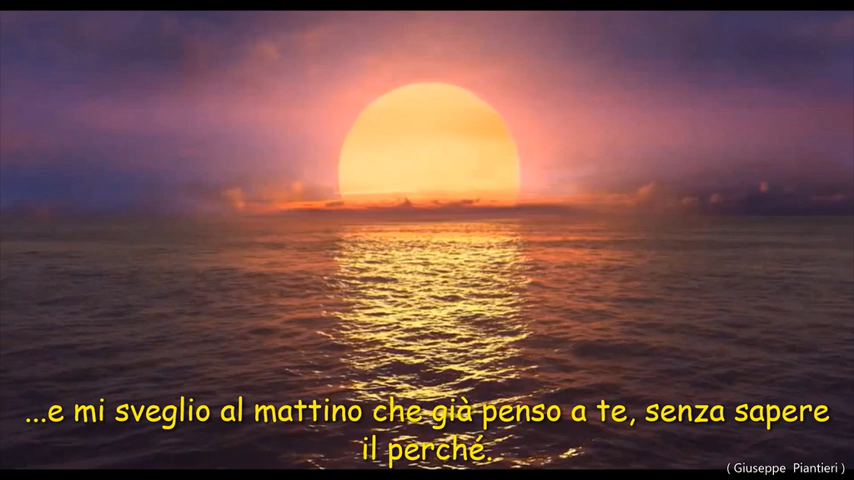 ...e mi sveglio al mattino che già penso a te, senza sapere
il perché.
( Giuseppe Piantieri )